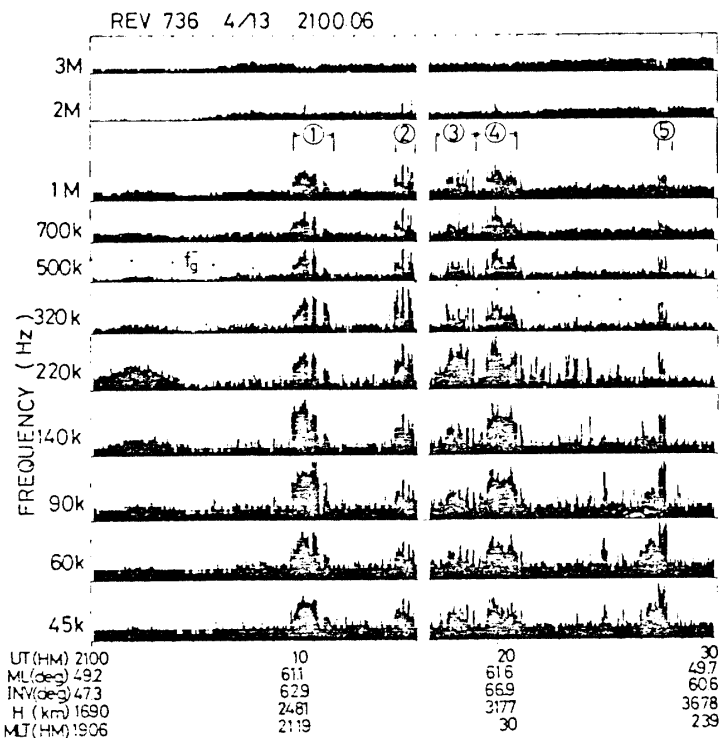 REV 736 4/13 2100.06
3M
2M
① ② ③ ④ ⑤
1M
700k
500k
fg
320k
220k
140k
90k
60k
45k
FREQUENCY (Hz)
UT(HM) 2100 10 20 30
ML(deg) 49.2 61.1 61.6 49.7
INV(deg) 47.3 62.9 66.9 60.6
H (km) 1690 2481 3177 3678
MLT(HM) 1906 2119 30 239